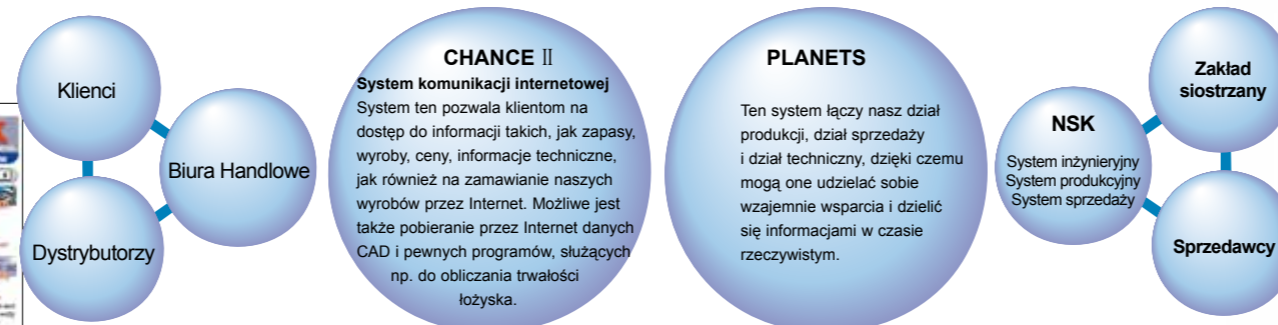 Klienci
Biura Handlowe
Dystrybutorzy
CHANCE Ⅱ
System komunikacji internetowej
System ten pozwala klientom na
dostęp do informacji takich, jak zapasy,
wyroby, ceny, informacje techniczne,
jak również na zamawianie naszych
wyrobów przez Internet. Możliwe jest
także pobieranie przez Internet danych
CAD i pewnych programów, służących
np. do obliczania trwałości
łożyska.
PLANETS
Ten system łączy nasz dział
produkcji, dział sprzedaży
i dział techniczny, dzięki czemu
mogą one udzielać sobie
wzajemnie wsparcia i dzielić
się informacjami w czasie
rzeczywistym.
NSK
System inżynieryjny
System produkcyjny
System sprzedaży
Zakład
siostrzany
Sprzedawcy